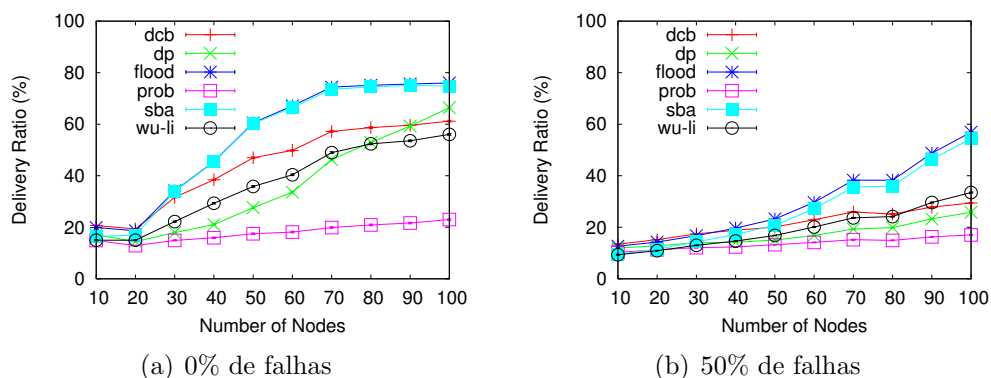 100
80
60
40
20
0
Delivery Ratio (%)
dcb
dp
flood
prob
sba
wu-li
10 20 30 40 50 60 70 80 90 100
Number of Nodes
(a) 0% de falhas
100
80
60
40
20
0
Delivery Ratio (%)
dcb
dp
flood
prob
sba
wu-li
10 20 30 40 50 60 70 80 90 100
Number of Nodes
(b) 50% de falhas